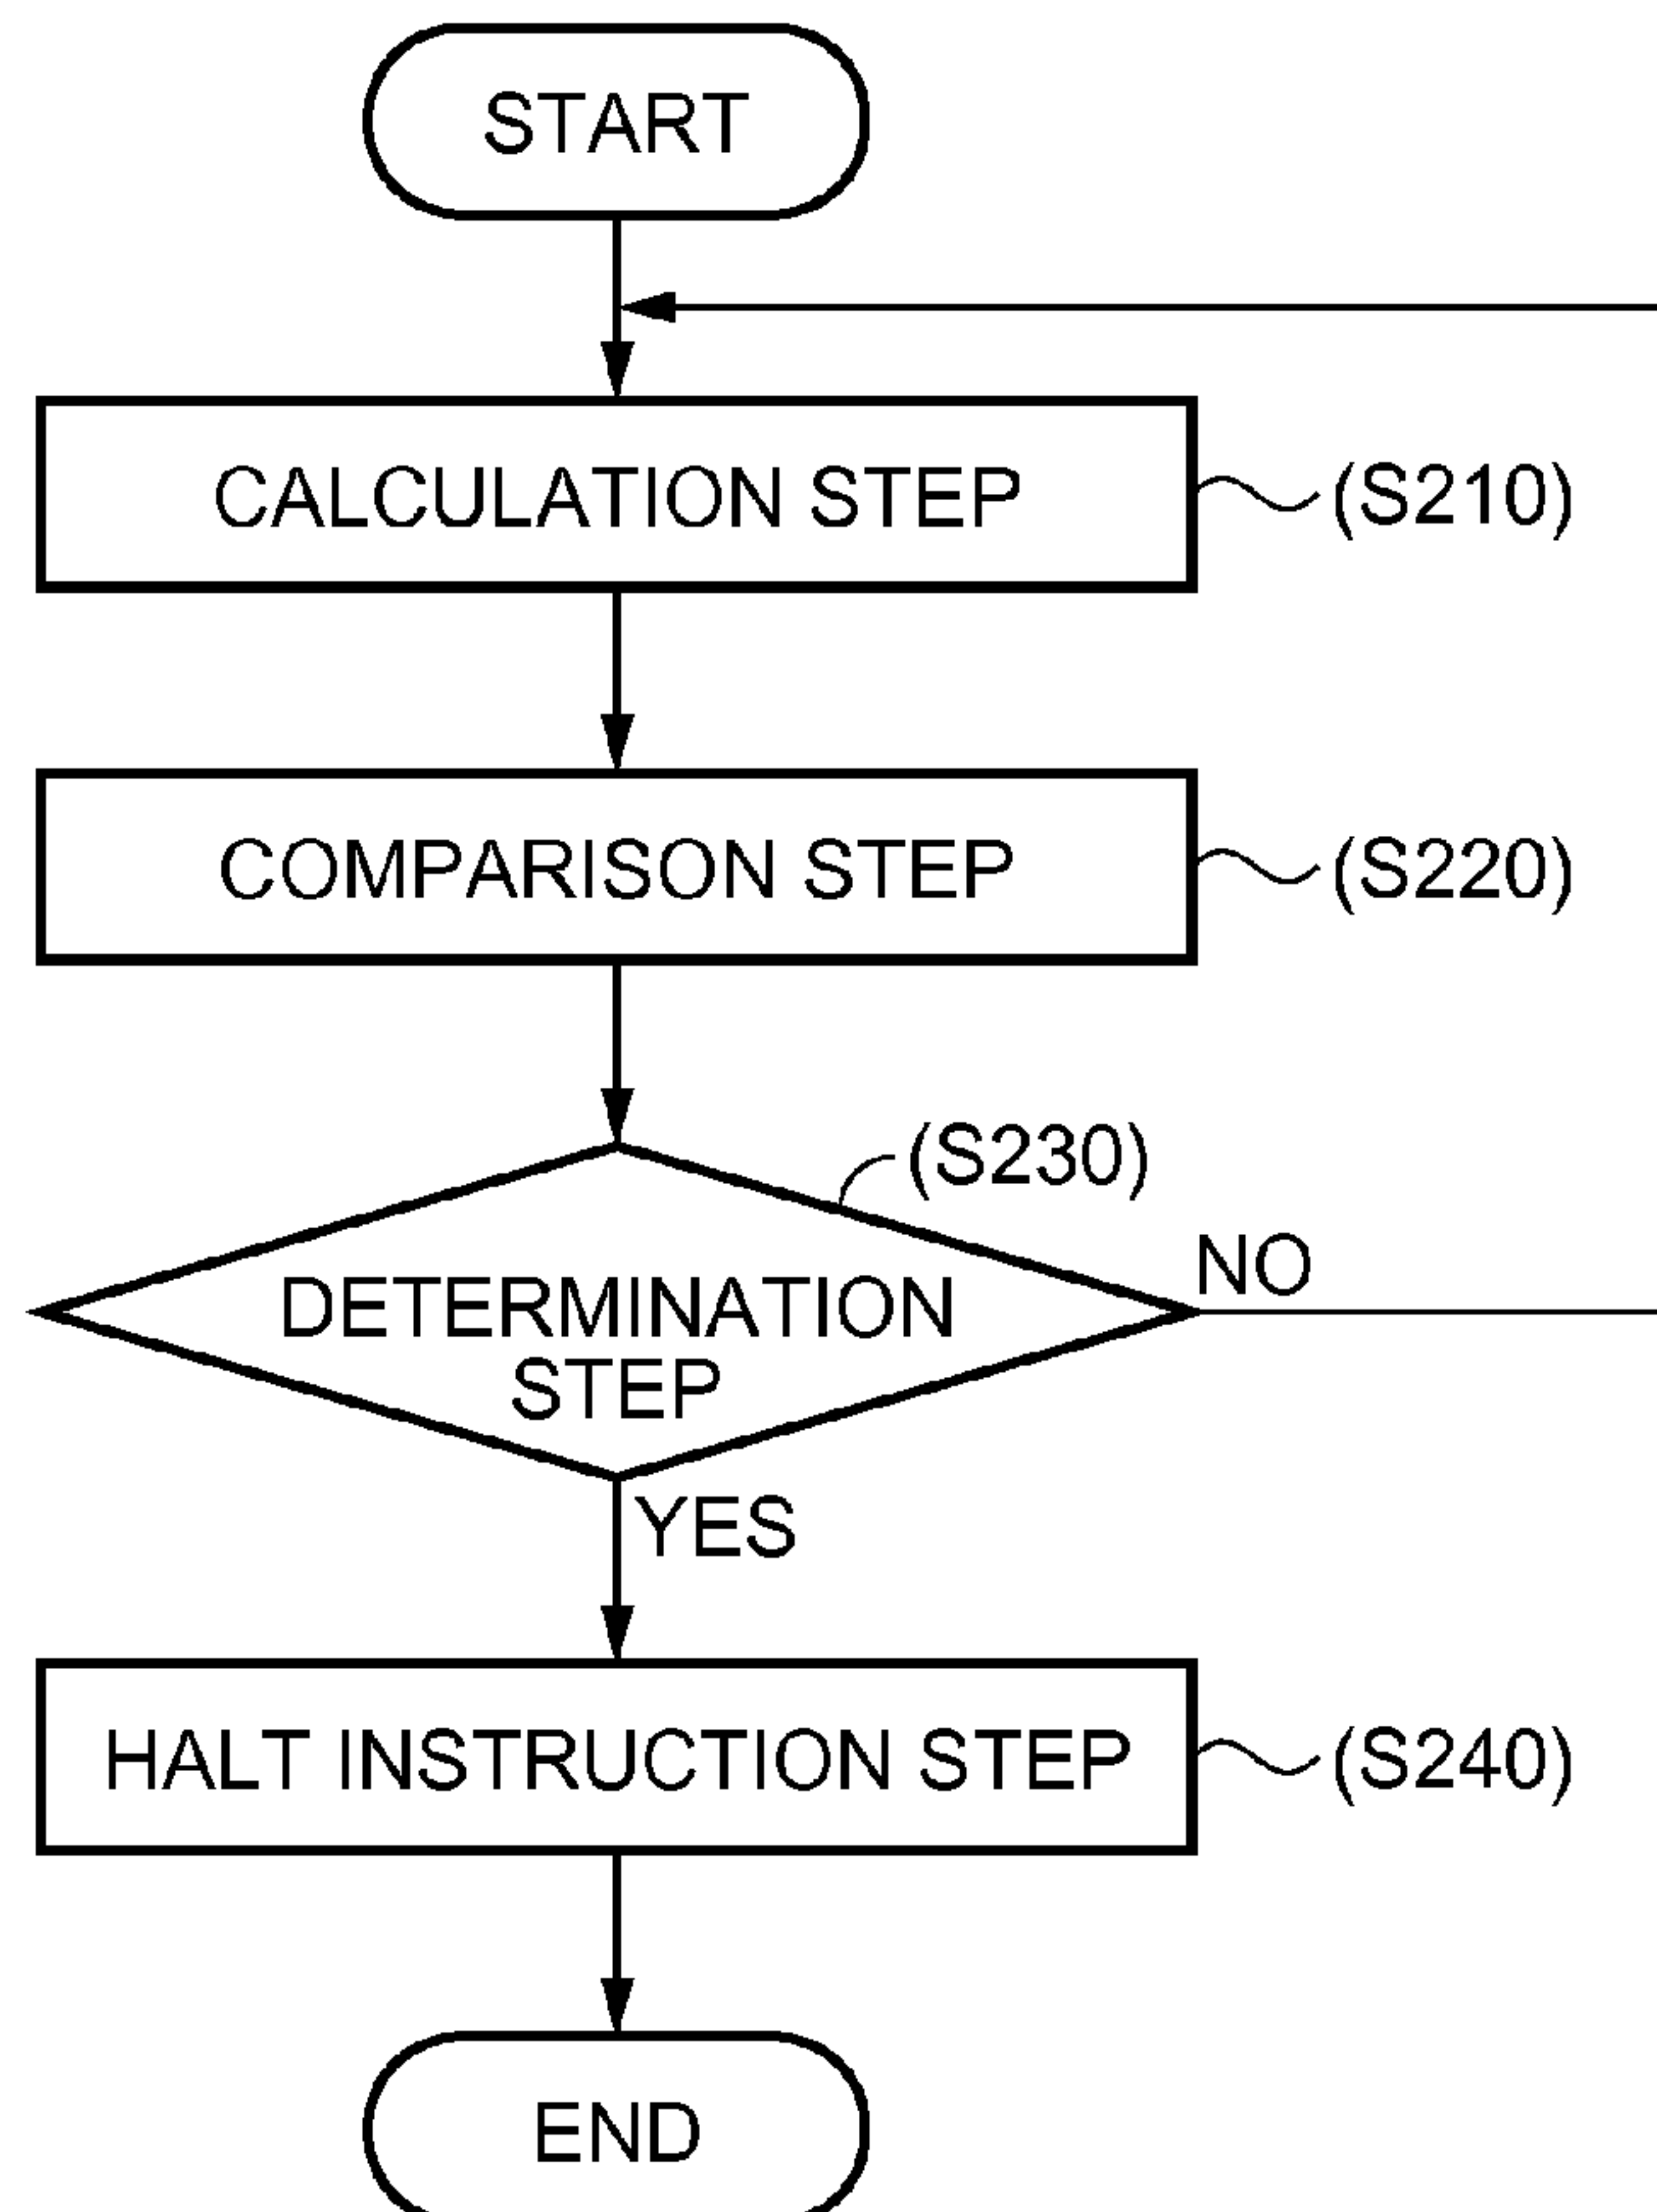 START
CALCULATION STEP
(S210)
COMPARISON STEP
(S220)
(S230)
DETERMINATION
STEP
NO
YES
HALT INSTRUCTION STEP
(S240)
END